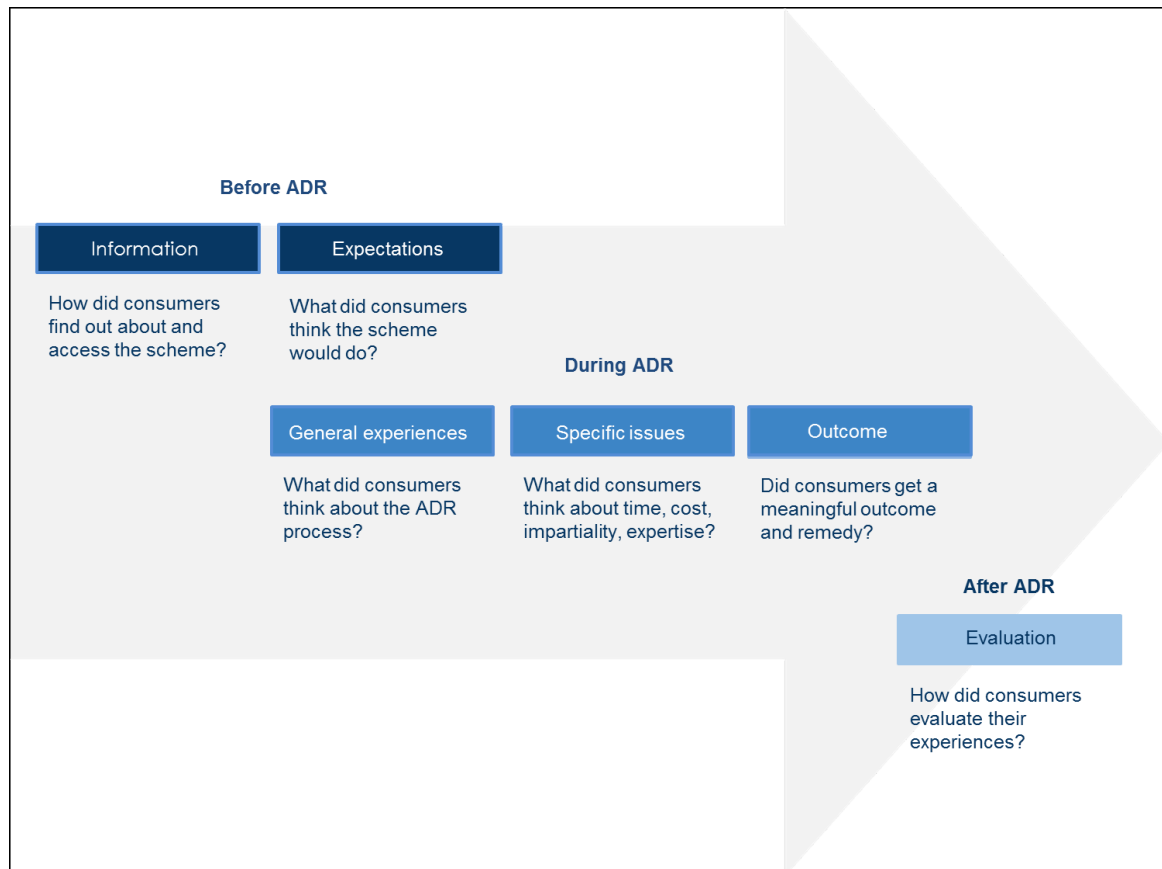 Before ADR
Information
Expectations
How did consumers
find out about and
access the scheme?
What did consumers
think the scheme
would do?
During ADR
General experiences
Specific issues
Outcome
What did consumers
think about the ADR
process?
What did consumers
think about time, cost,
impartiality, expertise?
Did consumers get a
meaningful outcome
and remedy?
After ADR
Evaluation
How did consumers
evaluate their
experiences?